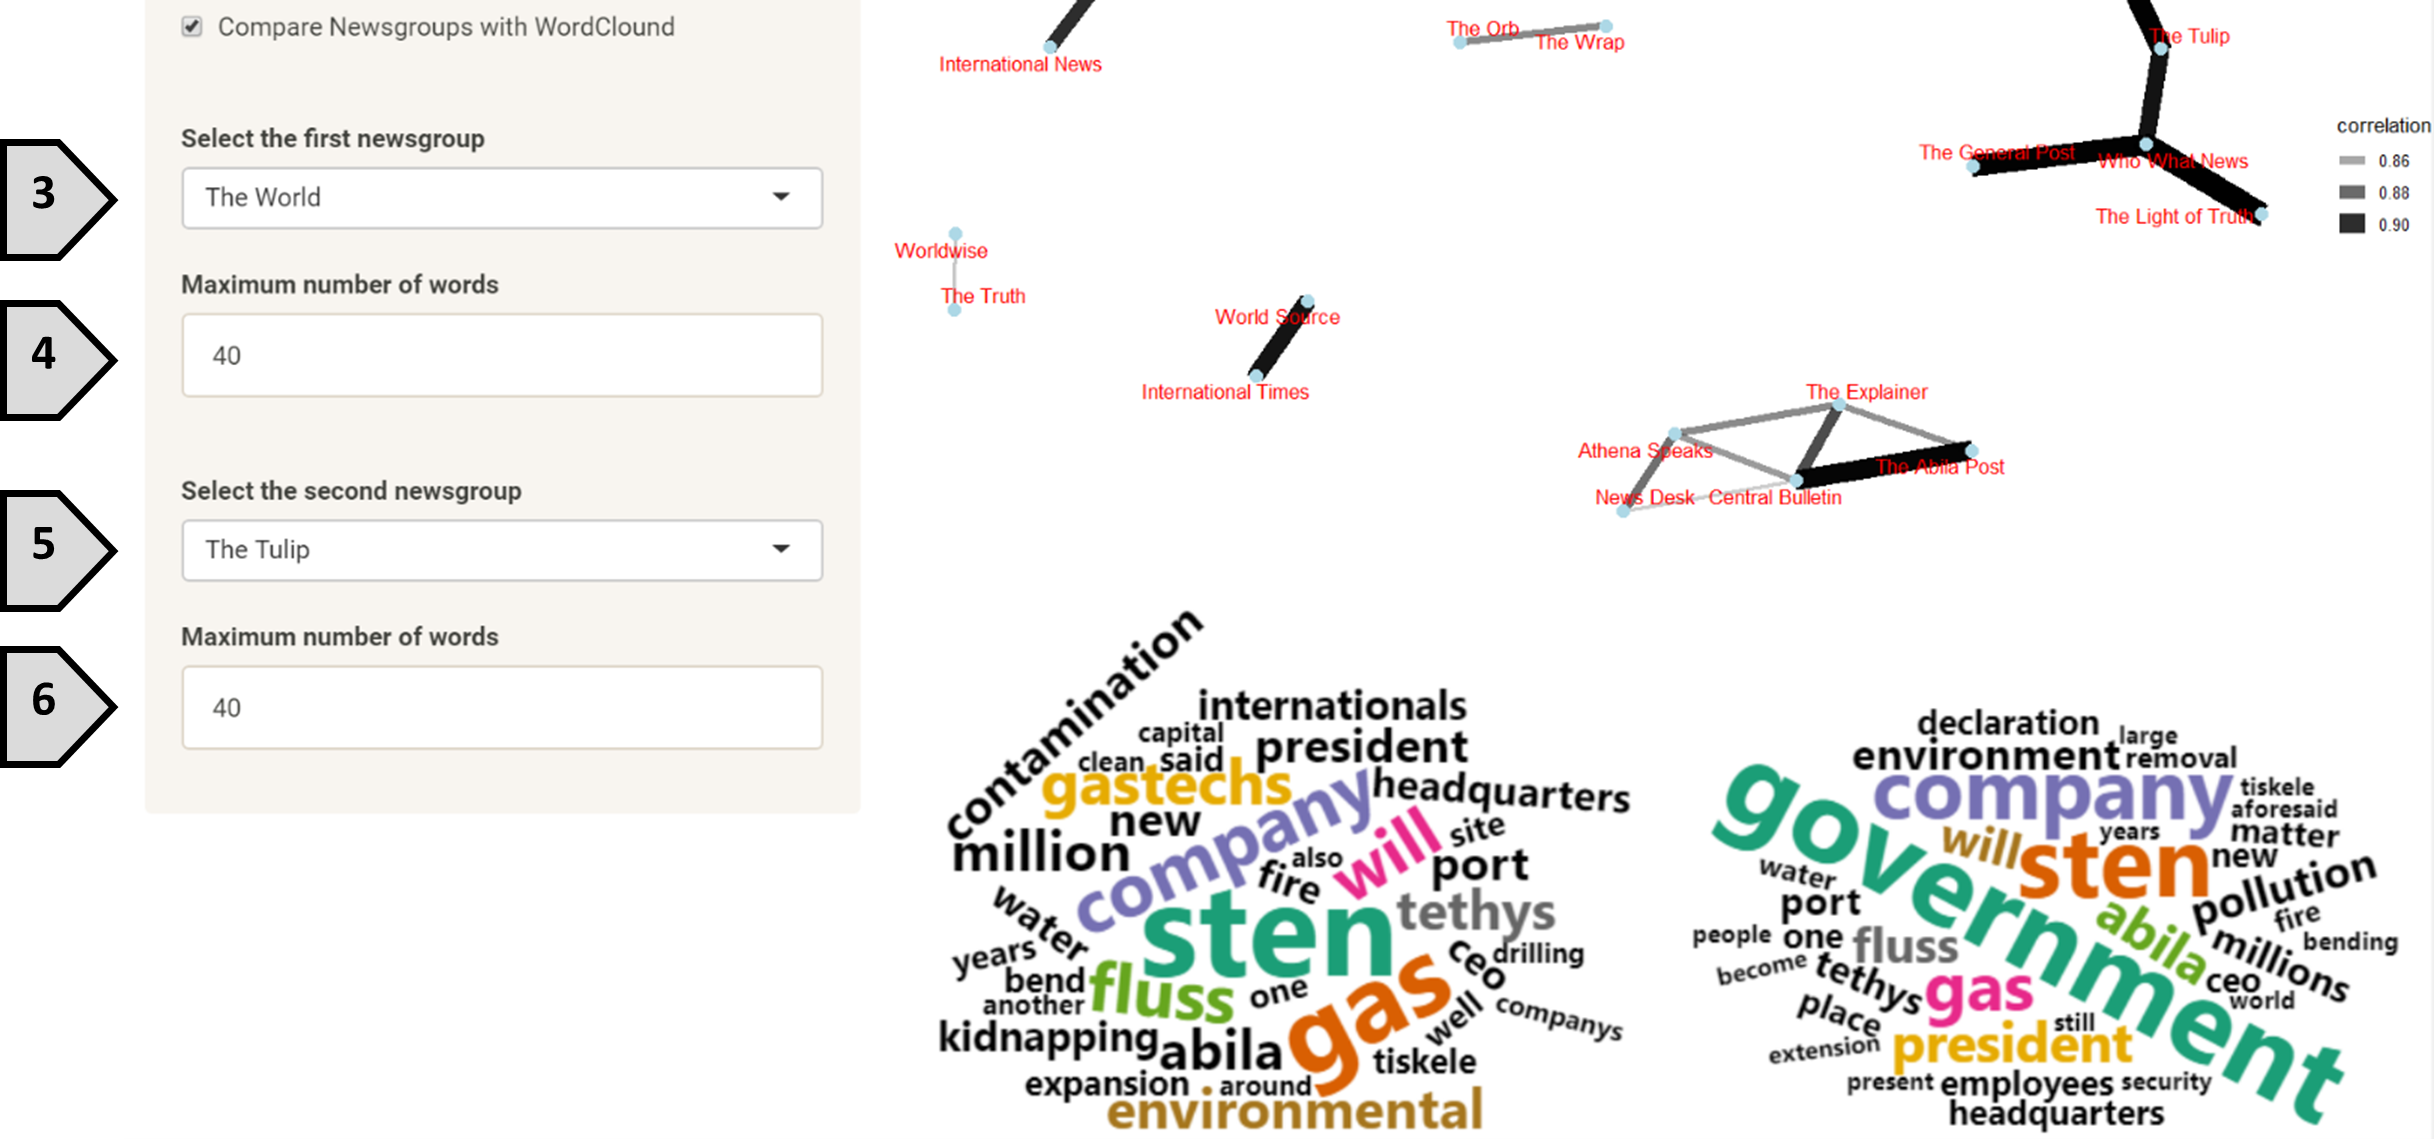 Compare Newsgroups with WordClound
3
Select the first newsgroup
The World
4
Maximum number of words
40
5
Select the second newsgroup
The Tulip
6
Maximum number of words
40
International News
The Orb
The Wrap
The Tulip
The General Post
Who What News
The Light of Truth
correlation
0.86
0.88
0.90
Worldwise
The Truth
World Source
International Times
The Explainer
Athena Speaks
The Abila Post
News Desk
Central Bulletin
contamination
internationals
capital
president
clean
said
gastechs
headquarters
new
company
million
also
will
site
fire
port
water
sten
tethys
years
ceo
drilling
bend
fluss
one
another
gas
well
companys
kidnapping
abila
tiskele
expansion
around
environmental
declaration
large
environment
removal
company
tiskele
aforesaid
government
years
matter
will
sten
new
water
pollution
port
abila
fire
people
one
fluss
millions
bending
become
tethys
gas
ceo
world
place
still
extension
president
present
employees
security
headquarters